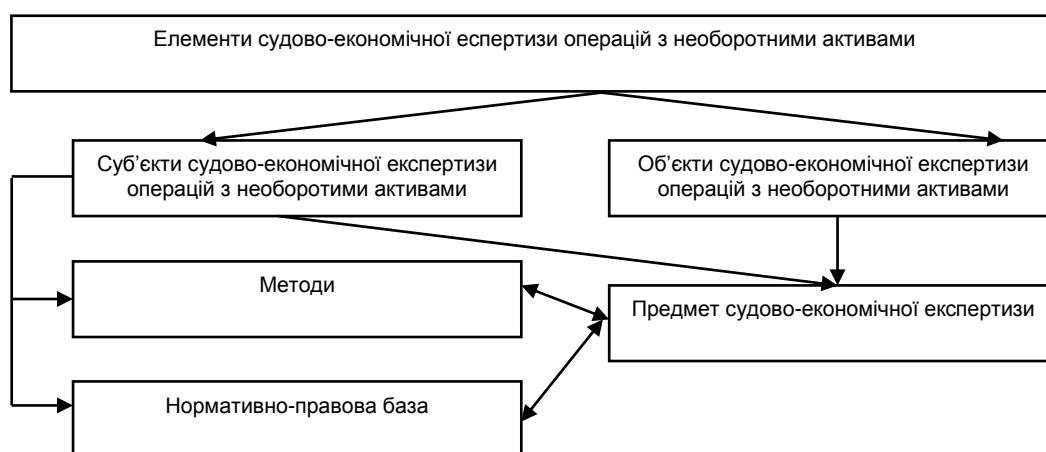 Елементи судово-економічної еспертизи операцій з необоротними активами
Суб’єкти судово-економічної експертизи
операцій з необоротими активами
Об’єкти судово-економічної експертизи
операцій з необоротними активами
Методи
Предмет судово-економічної експертизи
Нормативно-правова база